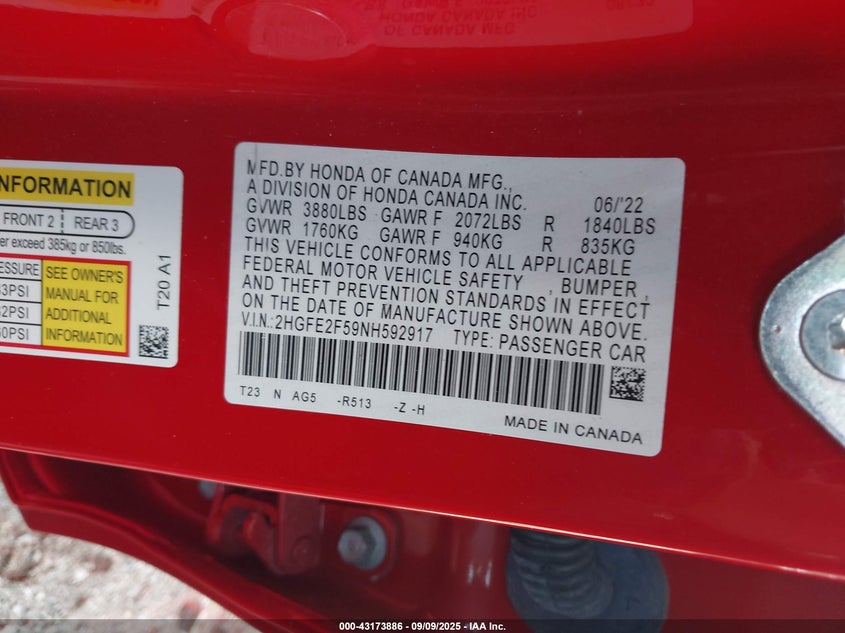 MFD.BY HONDA OF CANADA MFG.,
A DIVISION OF HONDA CANADA INC. 06/'22
GVWR 3880LBS GAWR F 2072LBS R 1840LBS
GVWR 1760KG GAWR F 940KG R 835KG
THIS VEHICLE CONFORMS TO ALL APPLICABLE
FEDERAL MOTOR VEHICLE SAFETY , BUMPER ,
AND THEFT PREVENTION STANDARDS IN EFFECT
ON THE DATE OF MANUFACTURE SHOWN ABOVE.
V.I.N.:2HGFE2F59NH592917 TYPE: PASSENGER CAR
T23 N AG5 -R513 -Z -H
MADE IN CANADA
INFORMATION
FRONT 2 REAR 3
exceed 385kg or 850lbs.
SEE OWNER'S
MANUAL FOR
ADDITIONAL
INFORMATION
T20 A1
000-43173886 - 09/09/2025 - IAA Inc.